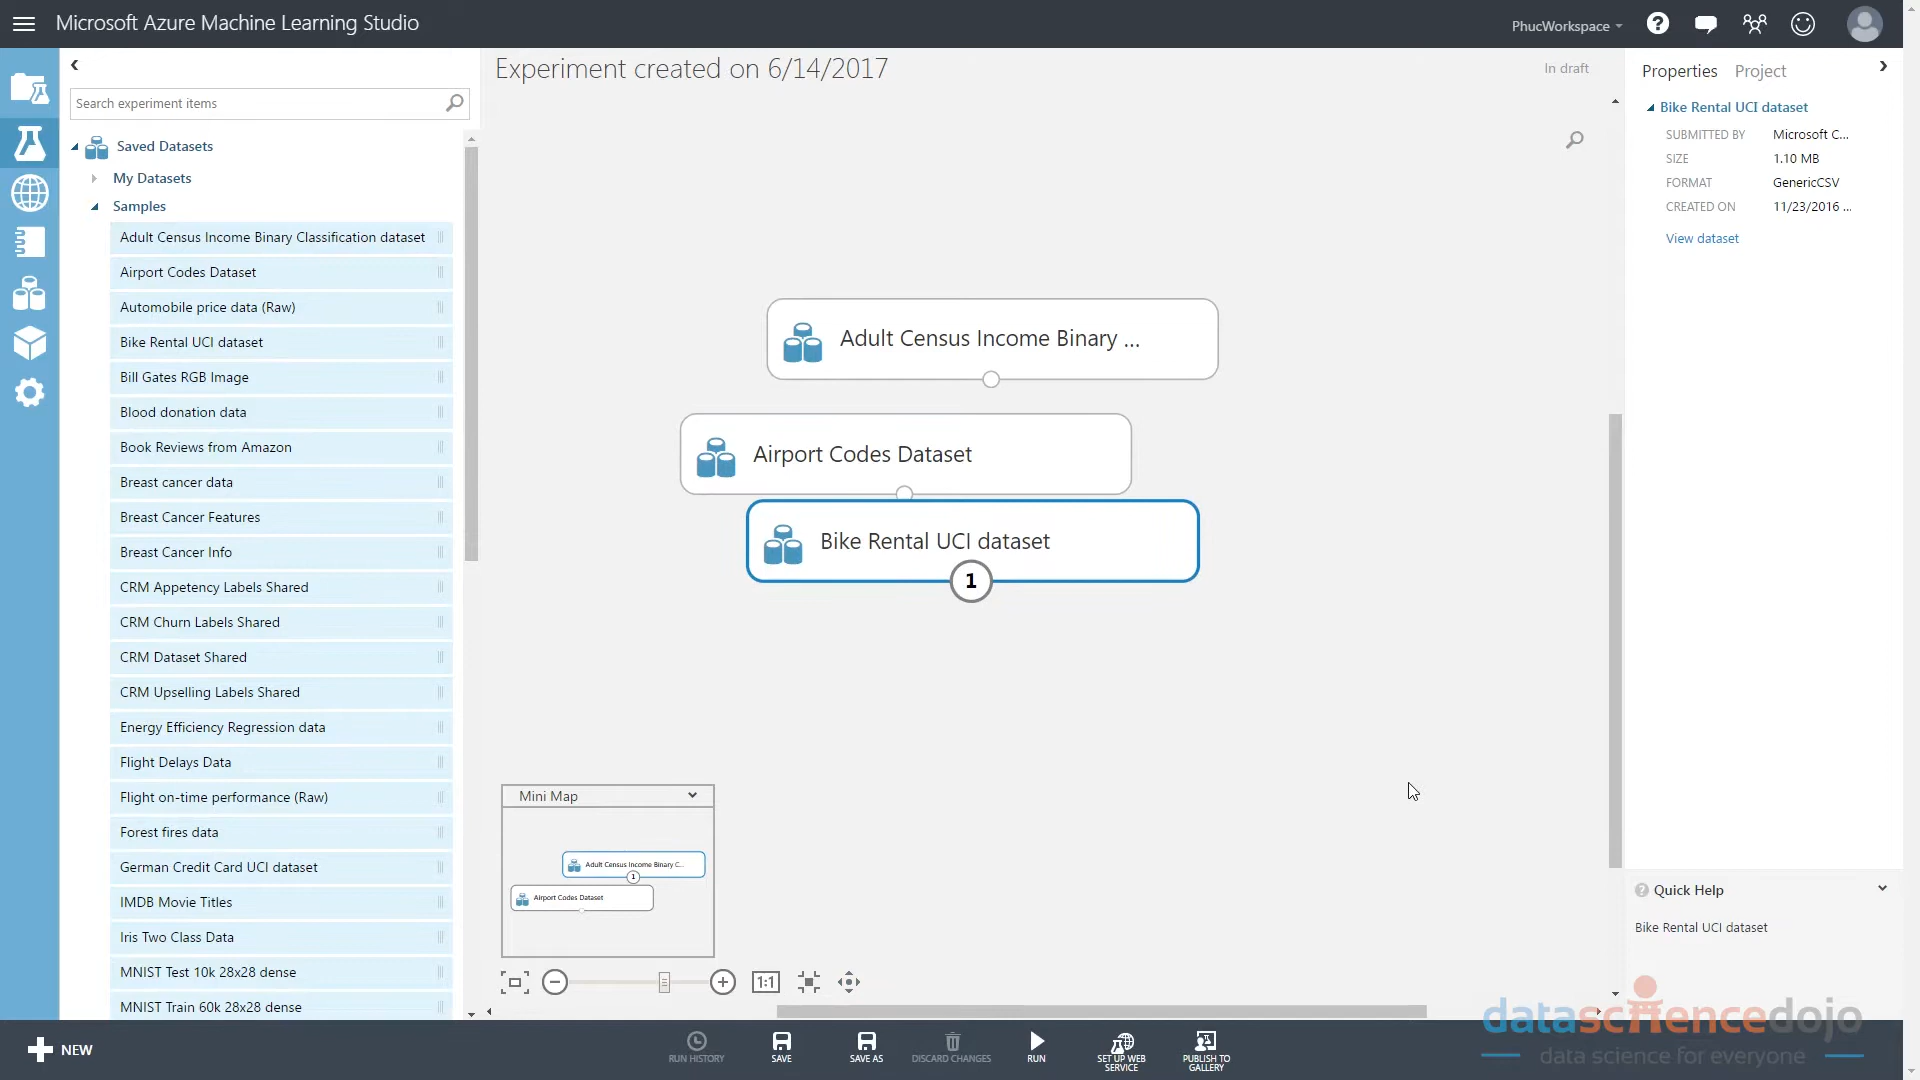 Microsoft Azure Machine Learning Studio
PhucWorkspace
Search experiment items
Saved Datasets
My Datasets
Samples
Adult Census Income Binary Classification dataset
Airport Codes Dataset
Automobile price data (Raw)
Bike Rental UCI dataset
Bill Gates RGB Image
Blood donation data
Book Reviews from Amazon
Breast cancer data
Breast Cancer Features
Breast Cancer Info
CRM Appetency Labels Shared
CRM Churn Labels Shared
CRM Dataset Shared
CRM Upselling Labels Shared
Energy Efficiency Regression data
Flight Delays Data
Flight on-time performance (Raw)
Forest fires data
German Credit Card UCI dataset
IMDB Movie Titles
Iris Two Class Data
MNIST Test 10k 28x28 dense
MNIST Train 60k 28x28 dense
Experiment created on 6/14/2017
In draft
Adult Census Income Binary ...
Airport Codes Dataset
Bike Rental UCI dataset
1
Mini Map
Adult Census Income Binary C...
1
Airport Codes Dataset
1:1
Properties Project
Bike Rental UCI dataset
SUBMITTED BY Microsoft C...
SIZE 1.10 MB
FORMAT GenericCSV
CREATED ON 11/23/2016 ...
View dataset
Quick Help
Bike Rental UCI dataset
datasciencedojo
data science for everyone
NEW
RUN HISTORY
SAVE
SAVE AS
DISCARD CHANGES
RUN
SET UP WEB
SERVICE
PUBLISH TO
GALLERY